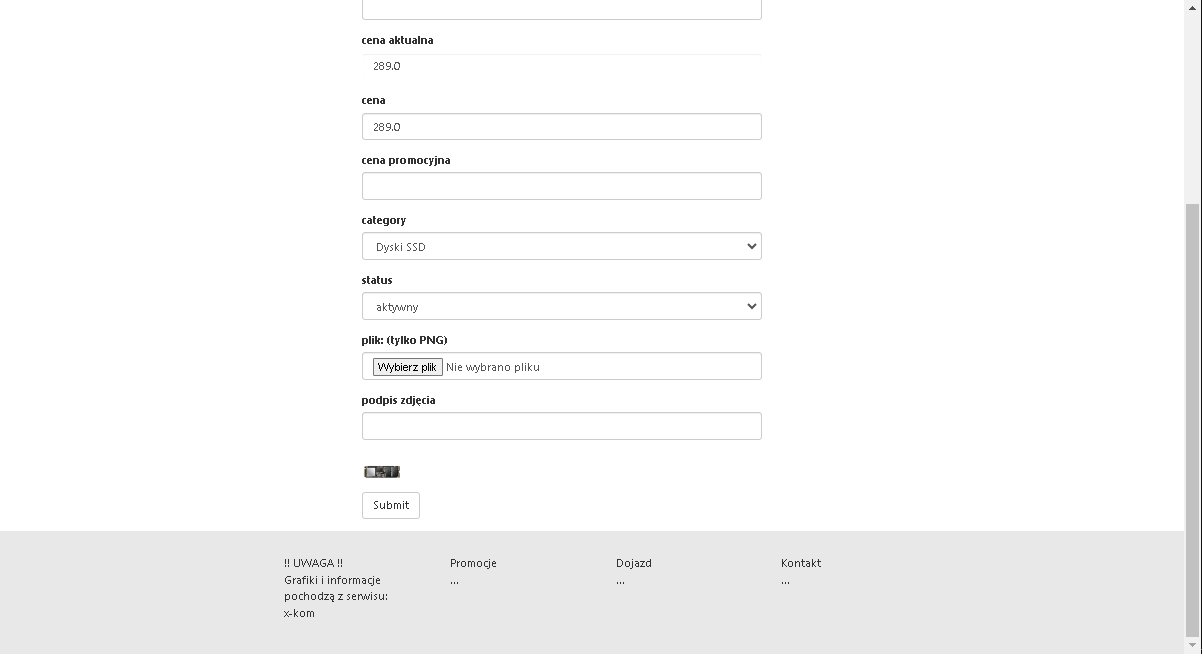 cena aktualna
289.0
cena
289.0
cena promocyjna
category
Dyski SSD
status
aktywny
plik: (tylko PNG)
Wybierz plik Nie wybrano pliku
podpis zdjęcia
Submit
!! UWAGA !!
Grafiki i informacje
pochodzą z serwisu:
x-kom
Promocje
...
Dojazd
...
Kontakt
...